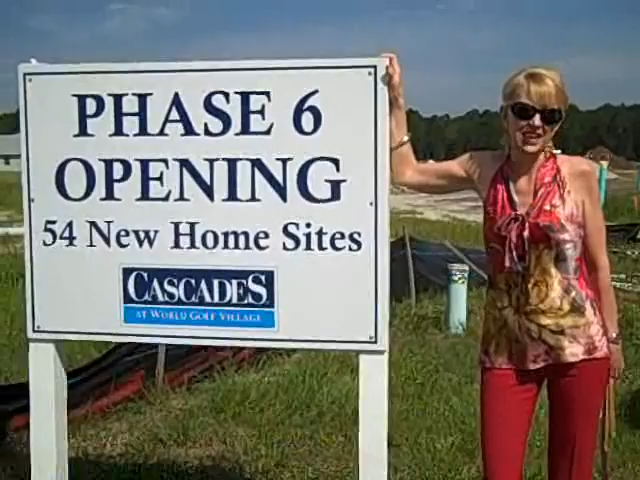 PHASE 6
OPENING
54 New Home Sites
CASCADES
AT WORLD GOLF VILLAGE